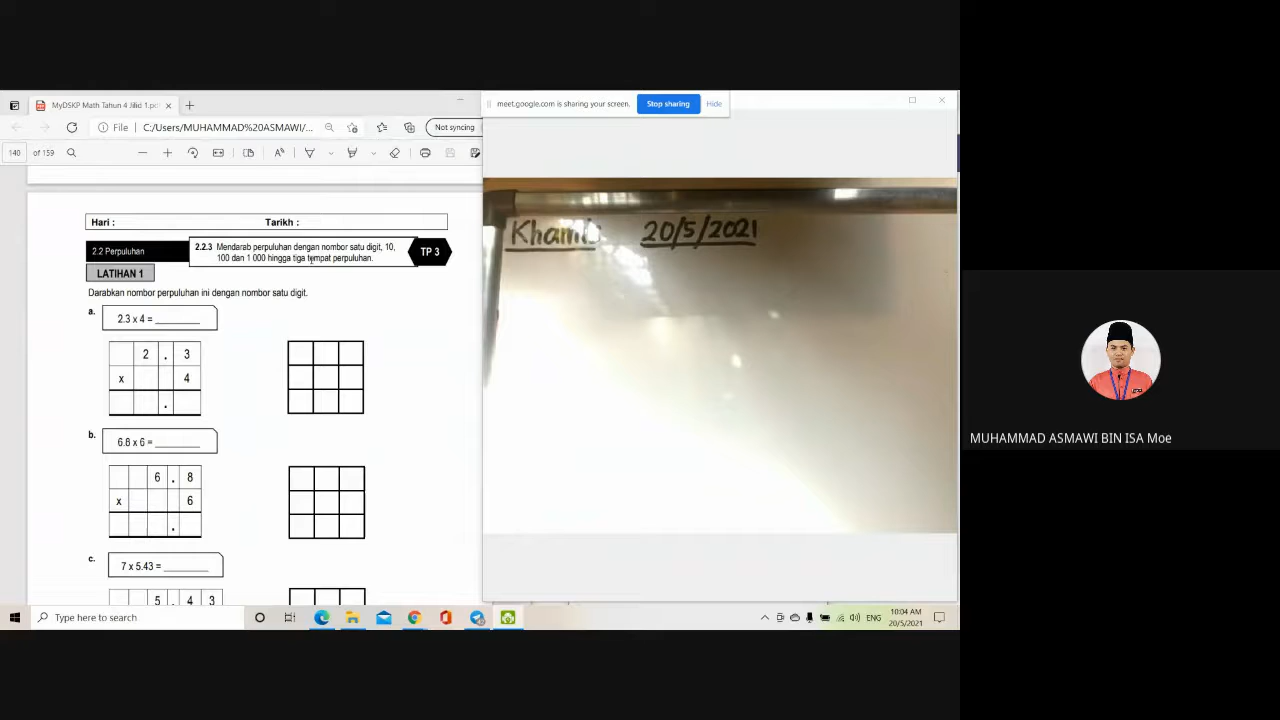 MyDSKP Math Tahun 4 Jilid 1.pd
meet.google.com is sharing your screen.
Stop sharing
Hide
File
C:/Users/MUHAMMAD%20ASMAWI/...
Not syncing
140 of 159
Hari :
Tarikh :
2.2 Perpuluhan
2.2.3 Mendarab perpuluhan dengan nombor satu digit, 10,
100 dan 1 000 hingga tiga tempat perpuluhan.
TP 3
LATIHAN 1
Darabkan nombor perpuluhan ini dengan nombor satu digit.
a.
2.3 x 4 = ________
2 . 3
x 4
.
b.
6.8 x 6 = ________
6 . 8
x 6
.
c.
7 x 5.43 = ________
5 . 4 3
Khamis 20/5/2021
MUHAMMAD ASMAWI BIN ISA Moe
Type here to search
ENG
10:04 AM
20/5/2021